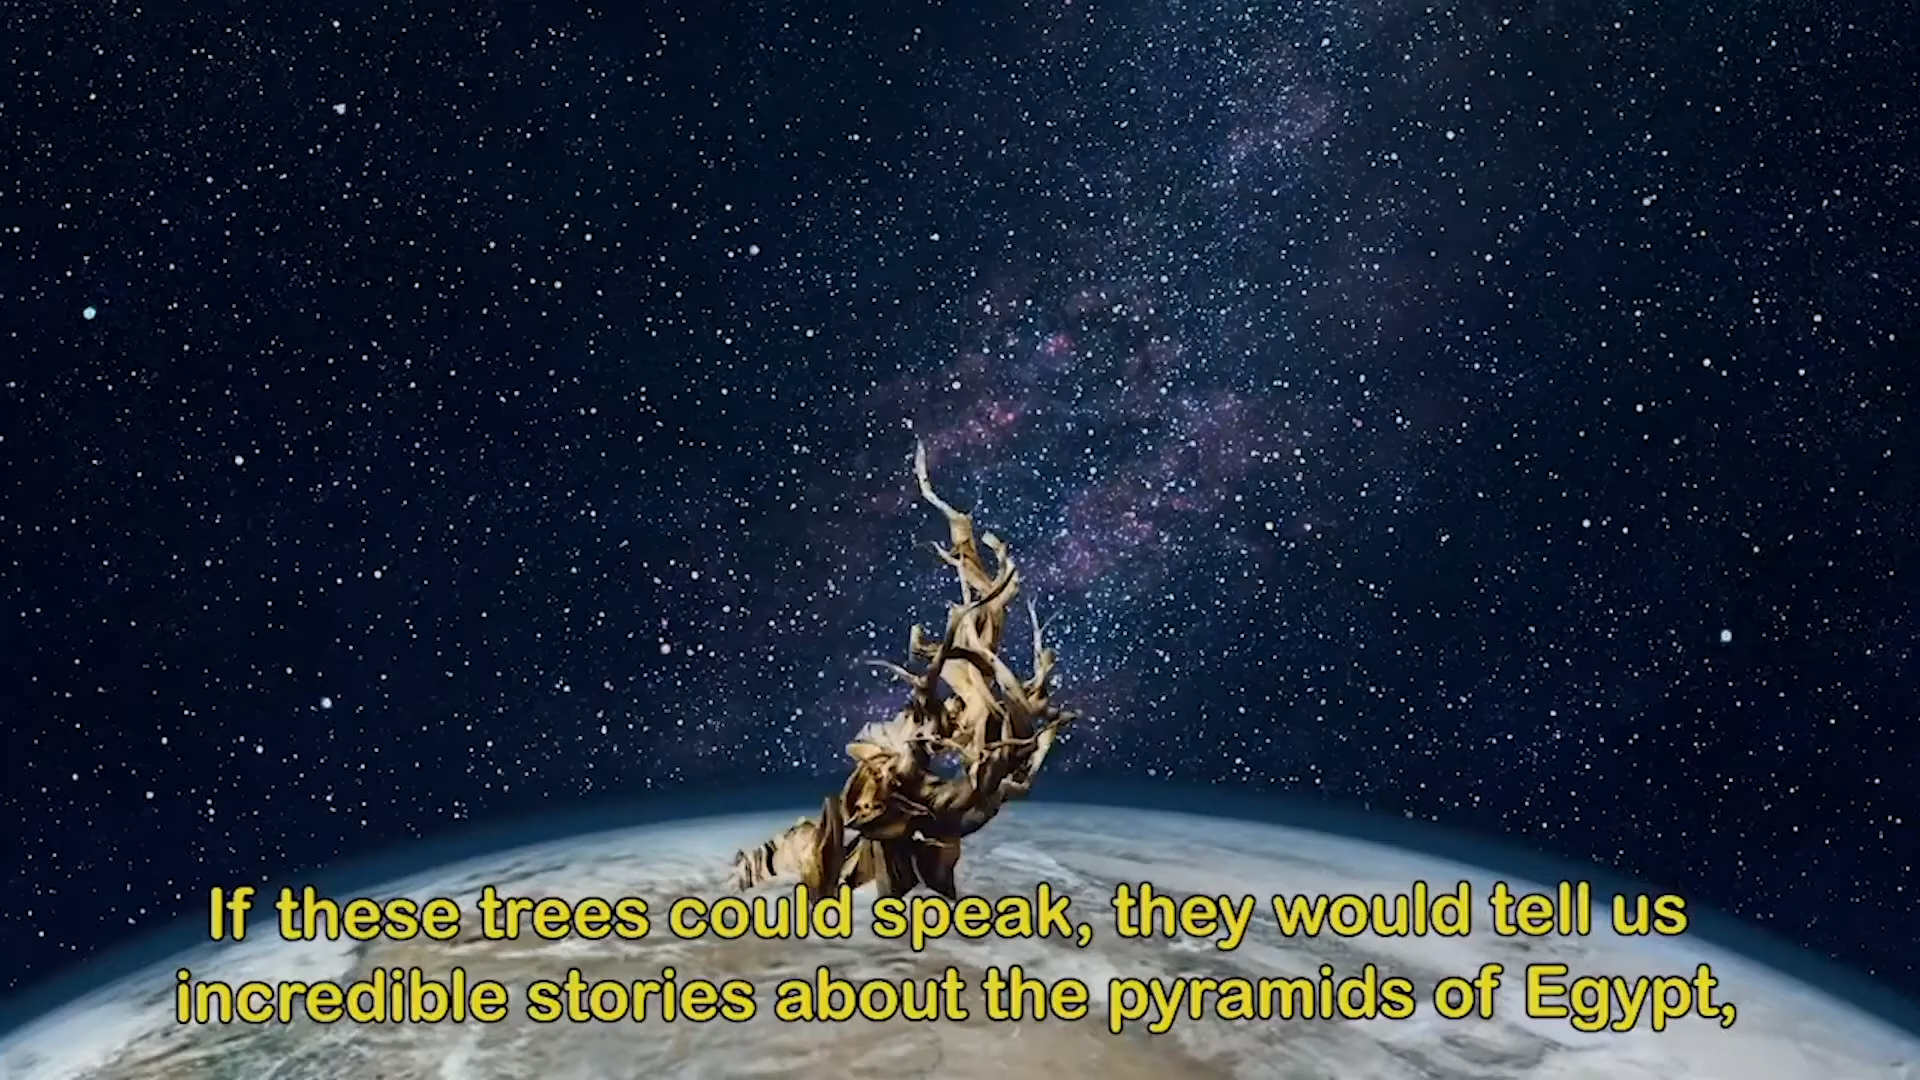 If these trees could speak, they would tell us
incredible stories about the pyramids of Egypt,